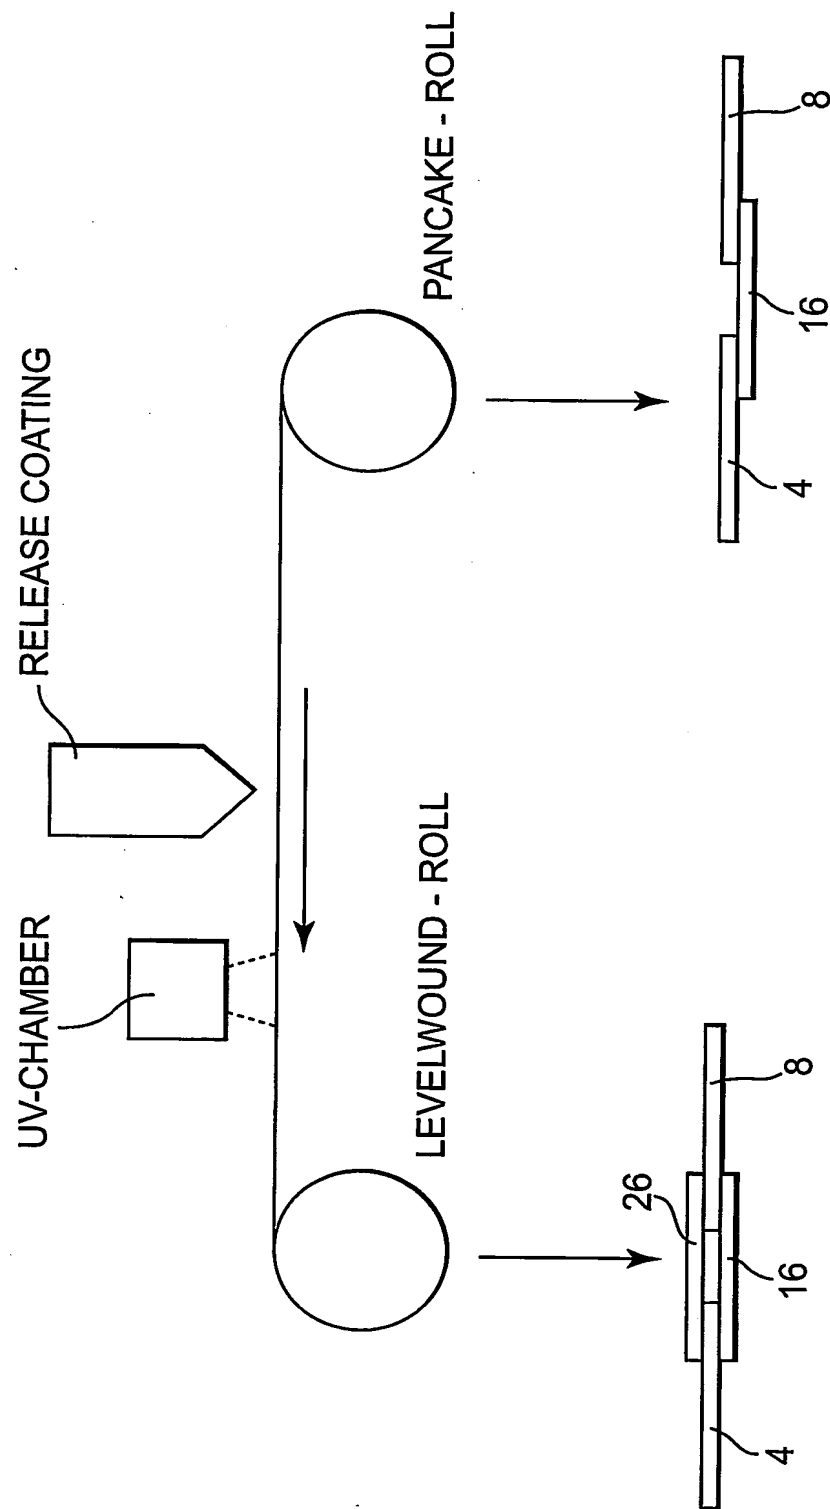 UV-CHAMBER
RELEASE COATING
LEVELWOUND - ROLL
PANCAKE - ROLL
26
4
16
8
4
16
8